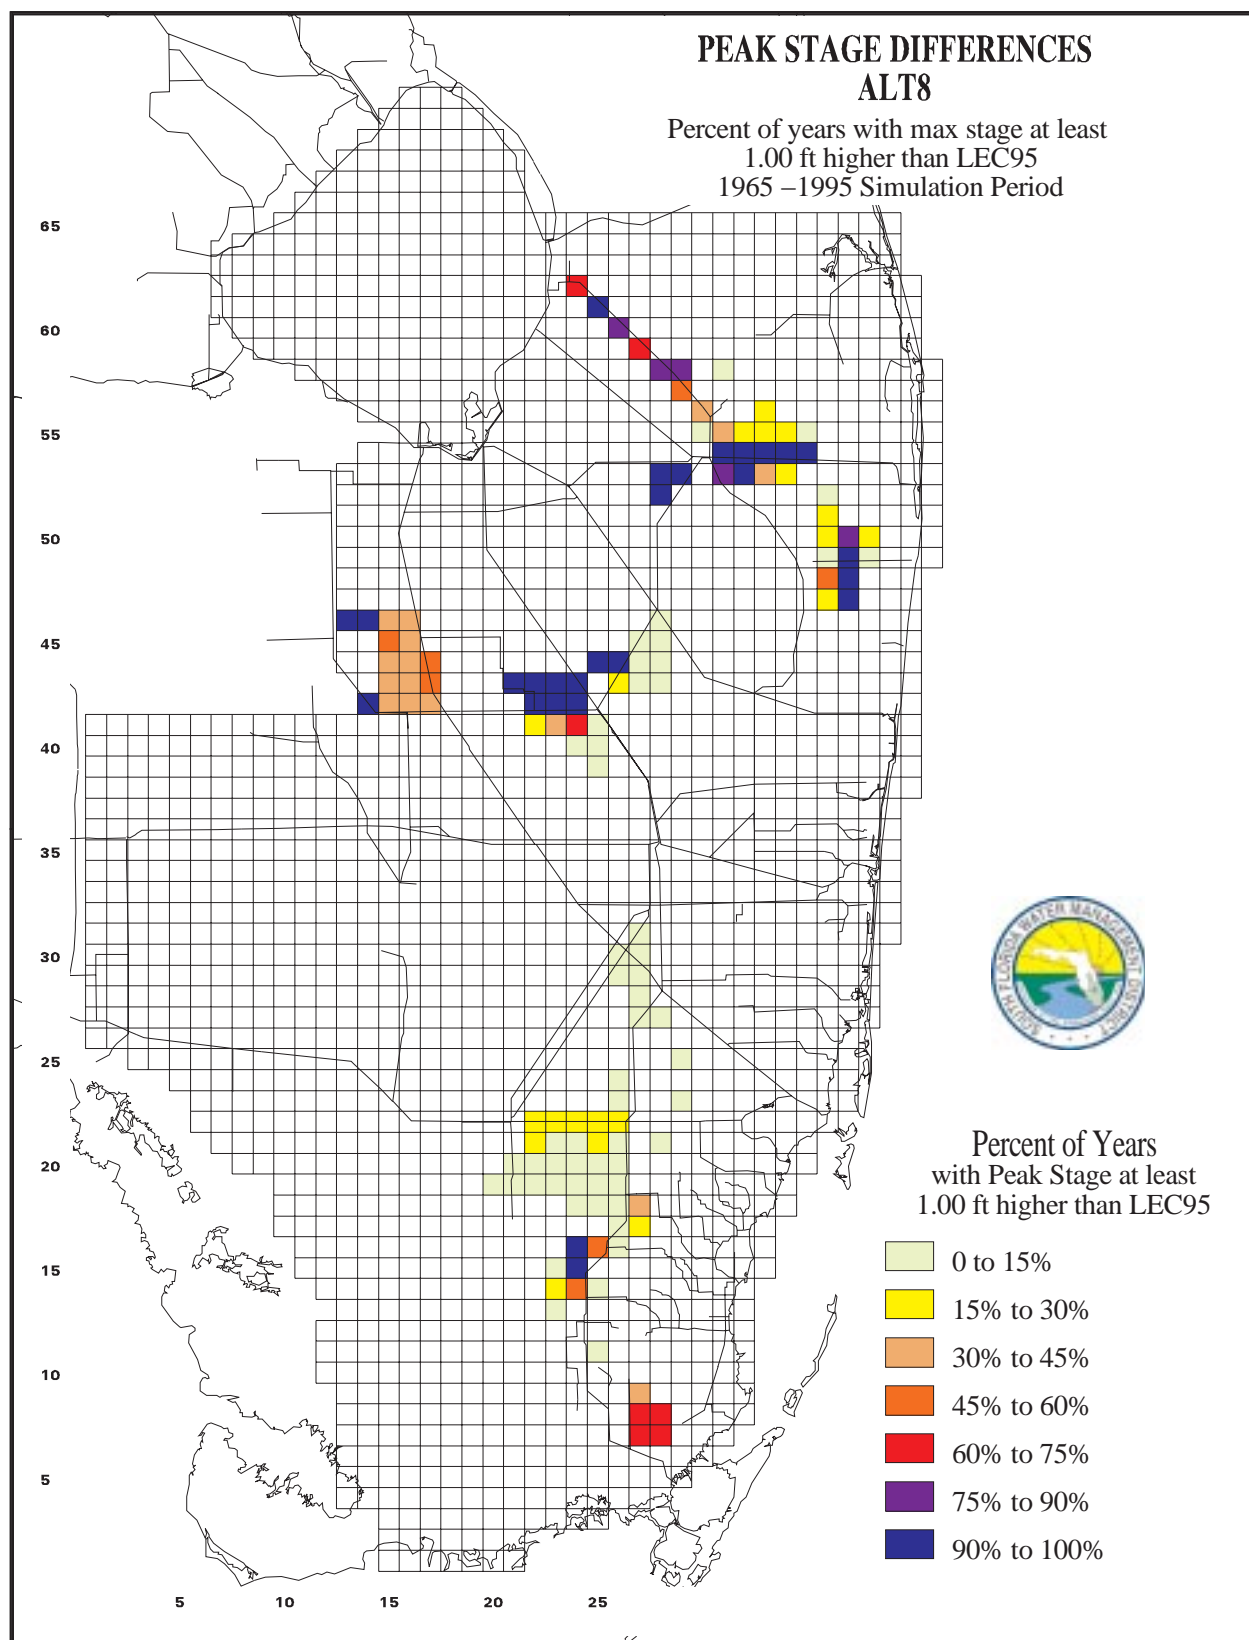 PEAK STAGE DIFFERENCES
ALT8
Percent of years with max stage at least
1.00 ft higher than LEC95
1965 –1995 Simulation Period
65
60
55
50
45
40
35
30
25
20
15
10
5
SOUTH FLORIDA WATER MANAGEMENT DISTRICT
Percent of Years
with Peak Stage at least
1.00 ft higher than LEC95
0 to 15%
15% to 30%
30% to 45%
45% to 60%
60% to 75%
75% to 90%
90% to 100%
5 10 15 20 25
“